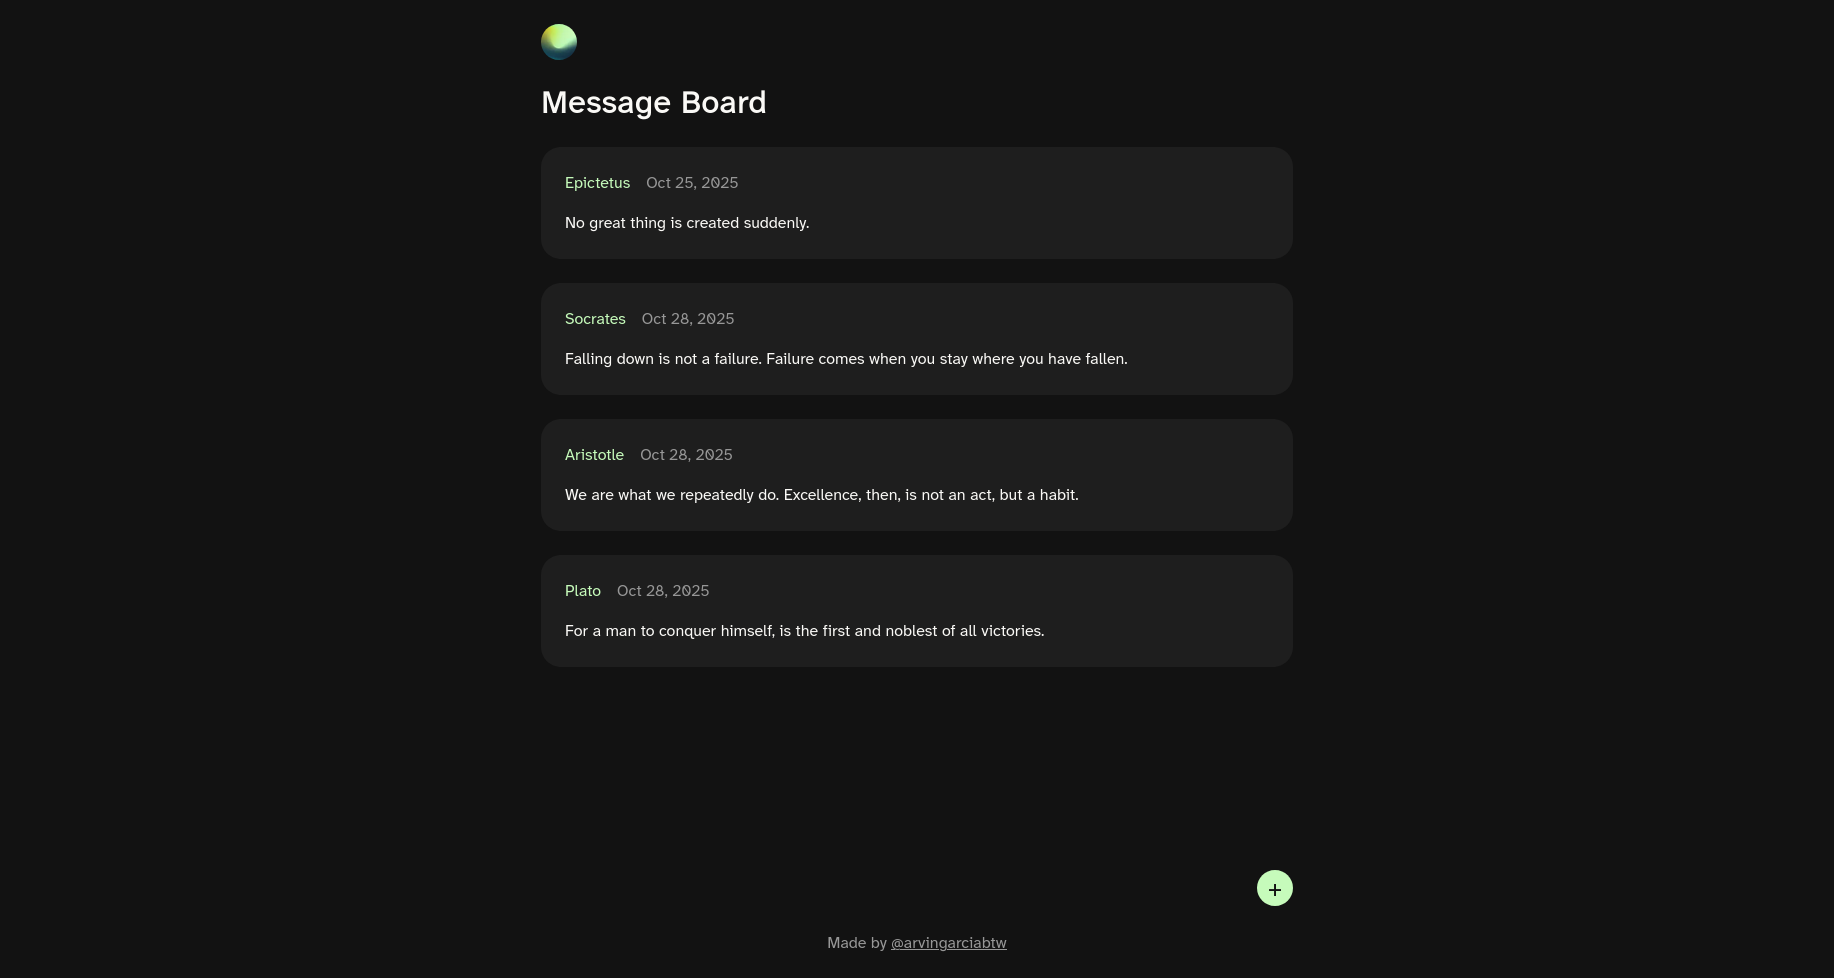 Message Board
Epictetus Oct 25, 2025
No great thing is created suddenly.
Socrates Oct 28, 2025
Falling down is not a failure. Failure comes when you stay where you have fallen.
Aristotle Oct 28, 2025
We are what we repeatedly do. Excellence, then, is not an act, but a habit.
Plato Oct 28, 2025
For a man to conquer himself, is the first and noblest of all victories.
+
Made by @arvingarciabtw